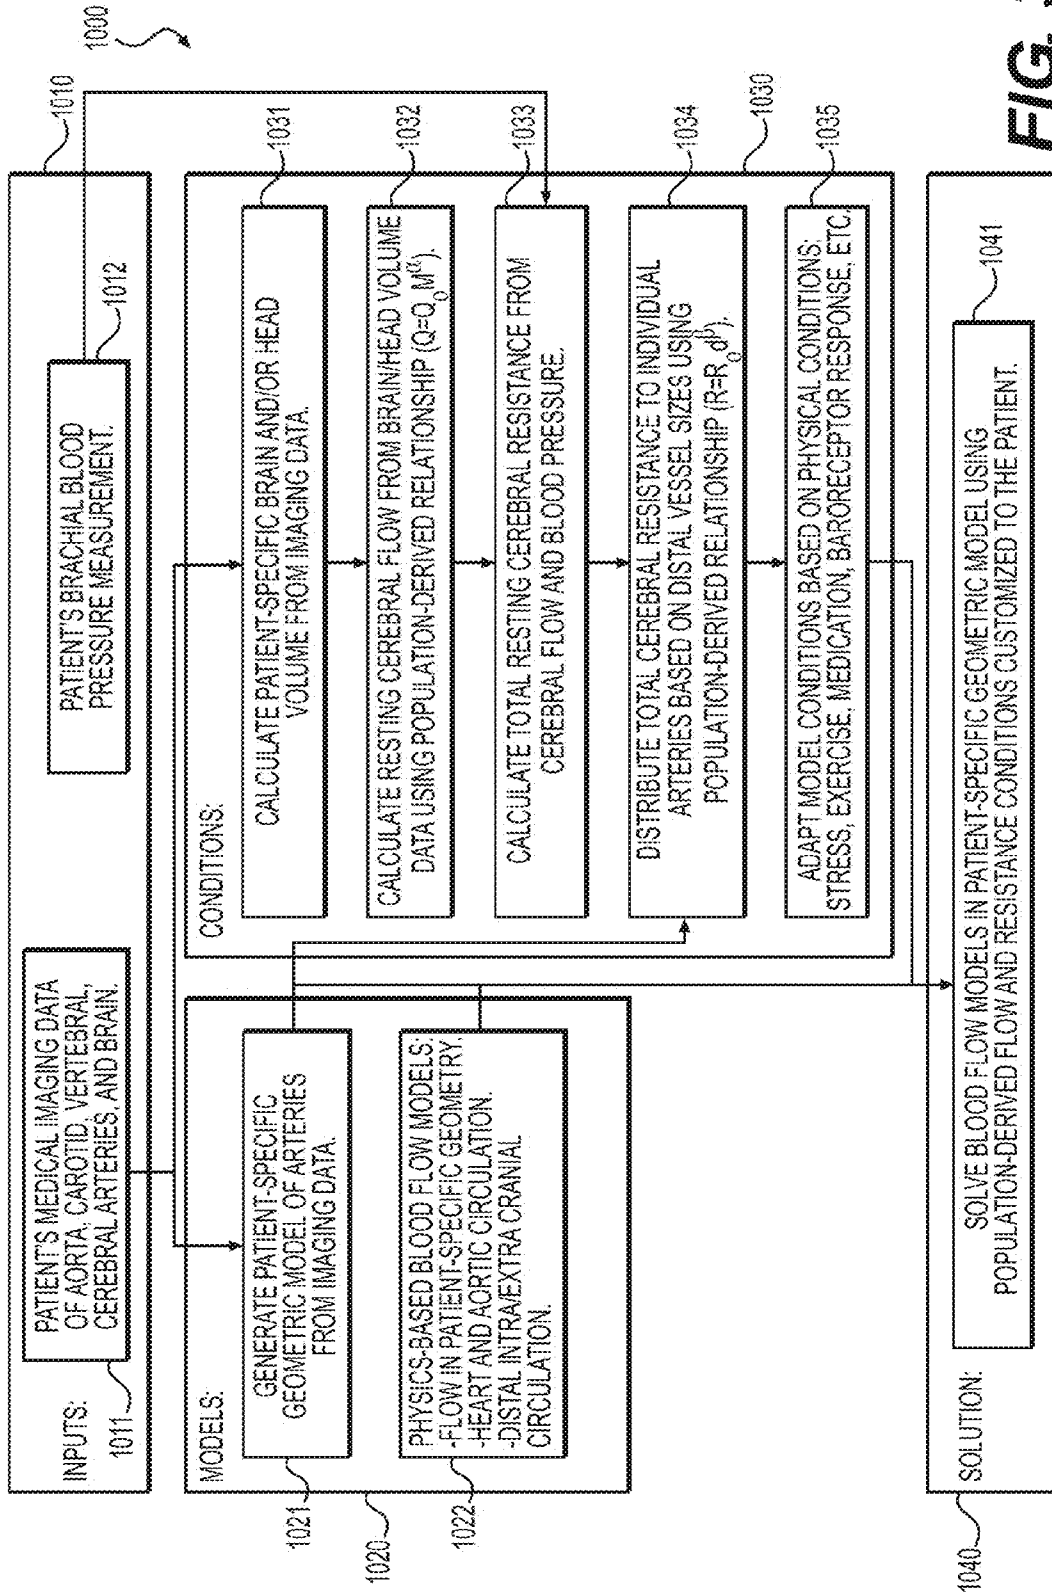 1000
1010
INPUTS:
PATIENT'S MEDICAL IMAGING DATA
OF AORTA, CAROTID, VERTEBRAL,
CEREBRAL ARTERIES, AND BRAIN.
1011
PATIENT'S BRACHIAL BLOOD
PRESSURE MEASUREMENT.
1012
MODELS:
GENERATE PATIENT-SPECIFIC
GEOMETRIC MODEL OF ARTERIES
FROM IMAGING DATA.
1021
1020
PHYSICS-BASED BLOOD FLOW MODELS:
-FLOW IN PATIENT-SPECIFIC GEOMETRY.
-HEART AND AORTIC CIRCULATION.
-DISTAL INTRA/EXTRA CRANIAL
CIRCULATION.
1022
CONDITIONS:
CALCULATE PATIENT-SPECIFIC BRAIN AND/OR HEAD
VOLUME FROM IMAGING DATA.
1031
CALCULATE RESTING CEREBRAL FLOW FROM BRAIN/HEAD VOLUME
DATA USING POPULATION-DERIVED RELATIONSHIP (Q=QoM^α).
1032
CALCULATE TOTAL RESTING CEREBRAL RESISTANCE FROM
CEREBRAL FLOW AND BLOOD PRESSURE.
1033
DISTRIBUTE TOTAL CEREBRAL RESISTANCE TO INDIVIDUAL
ARTERIES BASED ON DISTAL VESSEL SIZES USING
POPULATION-DERIVED RELATIONSHIP (R=Rod^β).
1034
1030
ADAPT MODEL CONDITIONS BASED ON PHYSICAL CONDITIONS:
STRESS, EXERCISE, MEDICATION, BARORECEPTOR RESPONSE, ETC.
1035
1040
SOLUTION:
SOLVE BLOOD FLOW MODELS IN PATIENT-SPECIFIC GEOMETRIC MODEL USING
POPULATION-DERIVED FLOW AND RESISTANCE CONDITIONS CUSTOMIZED TO THE PATIENT.
1041
FIG.